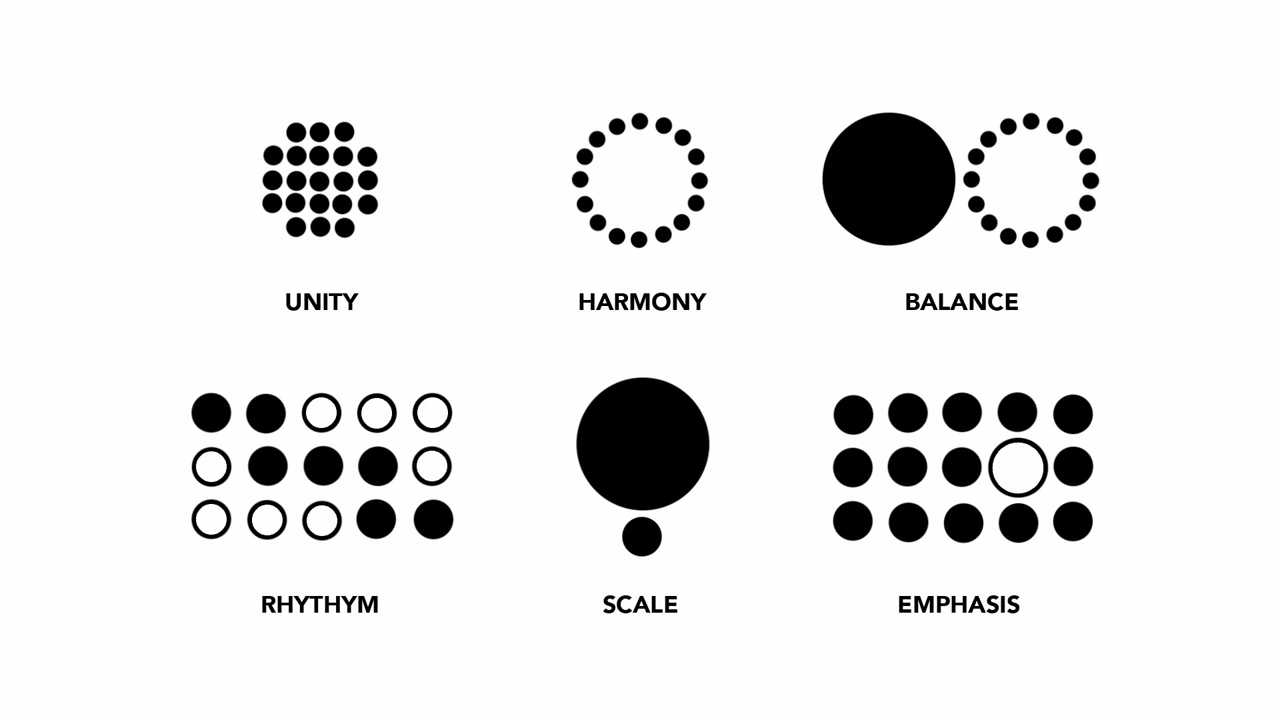 UNITY
HARMONY
BALANCE
RHYTHYM
SCALE
EMPHASIS